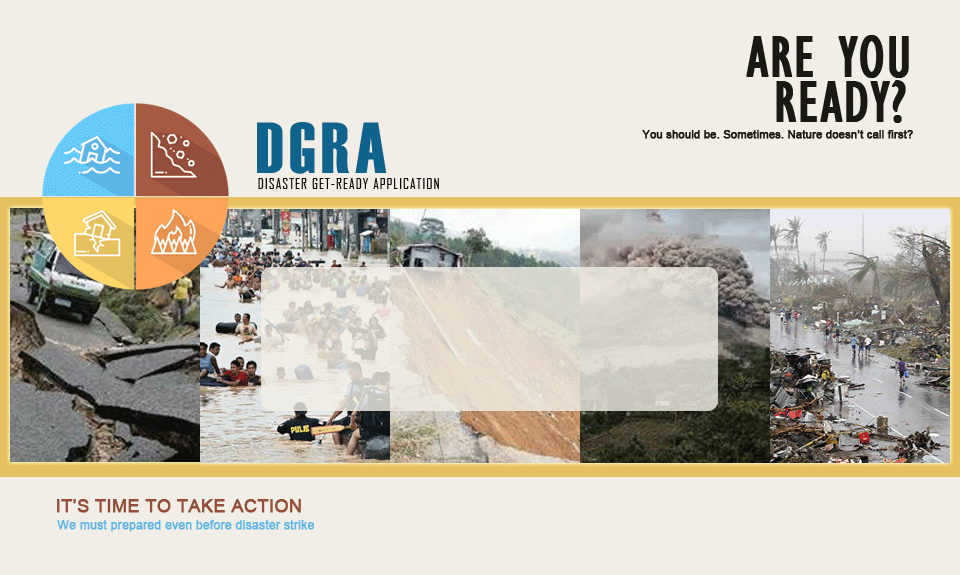 ARE YOU
READY?
You should be. Sometimes. Nature doesn't call first?
DGRA
DISASTER GET-READY APPLICATION
PULIS
IT'S TIME TO TAKE ACTION
We must prepared even before disaster strike